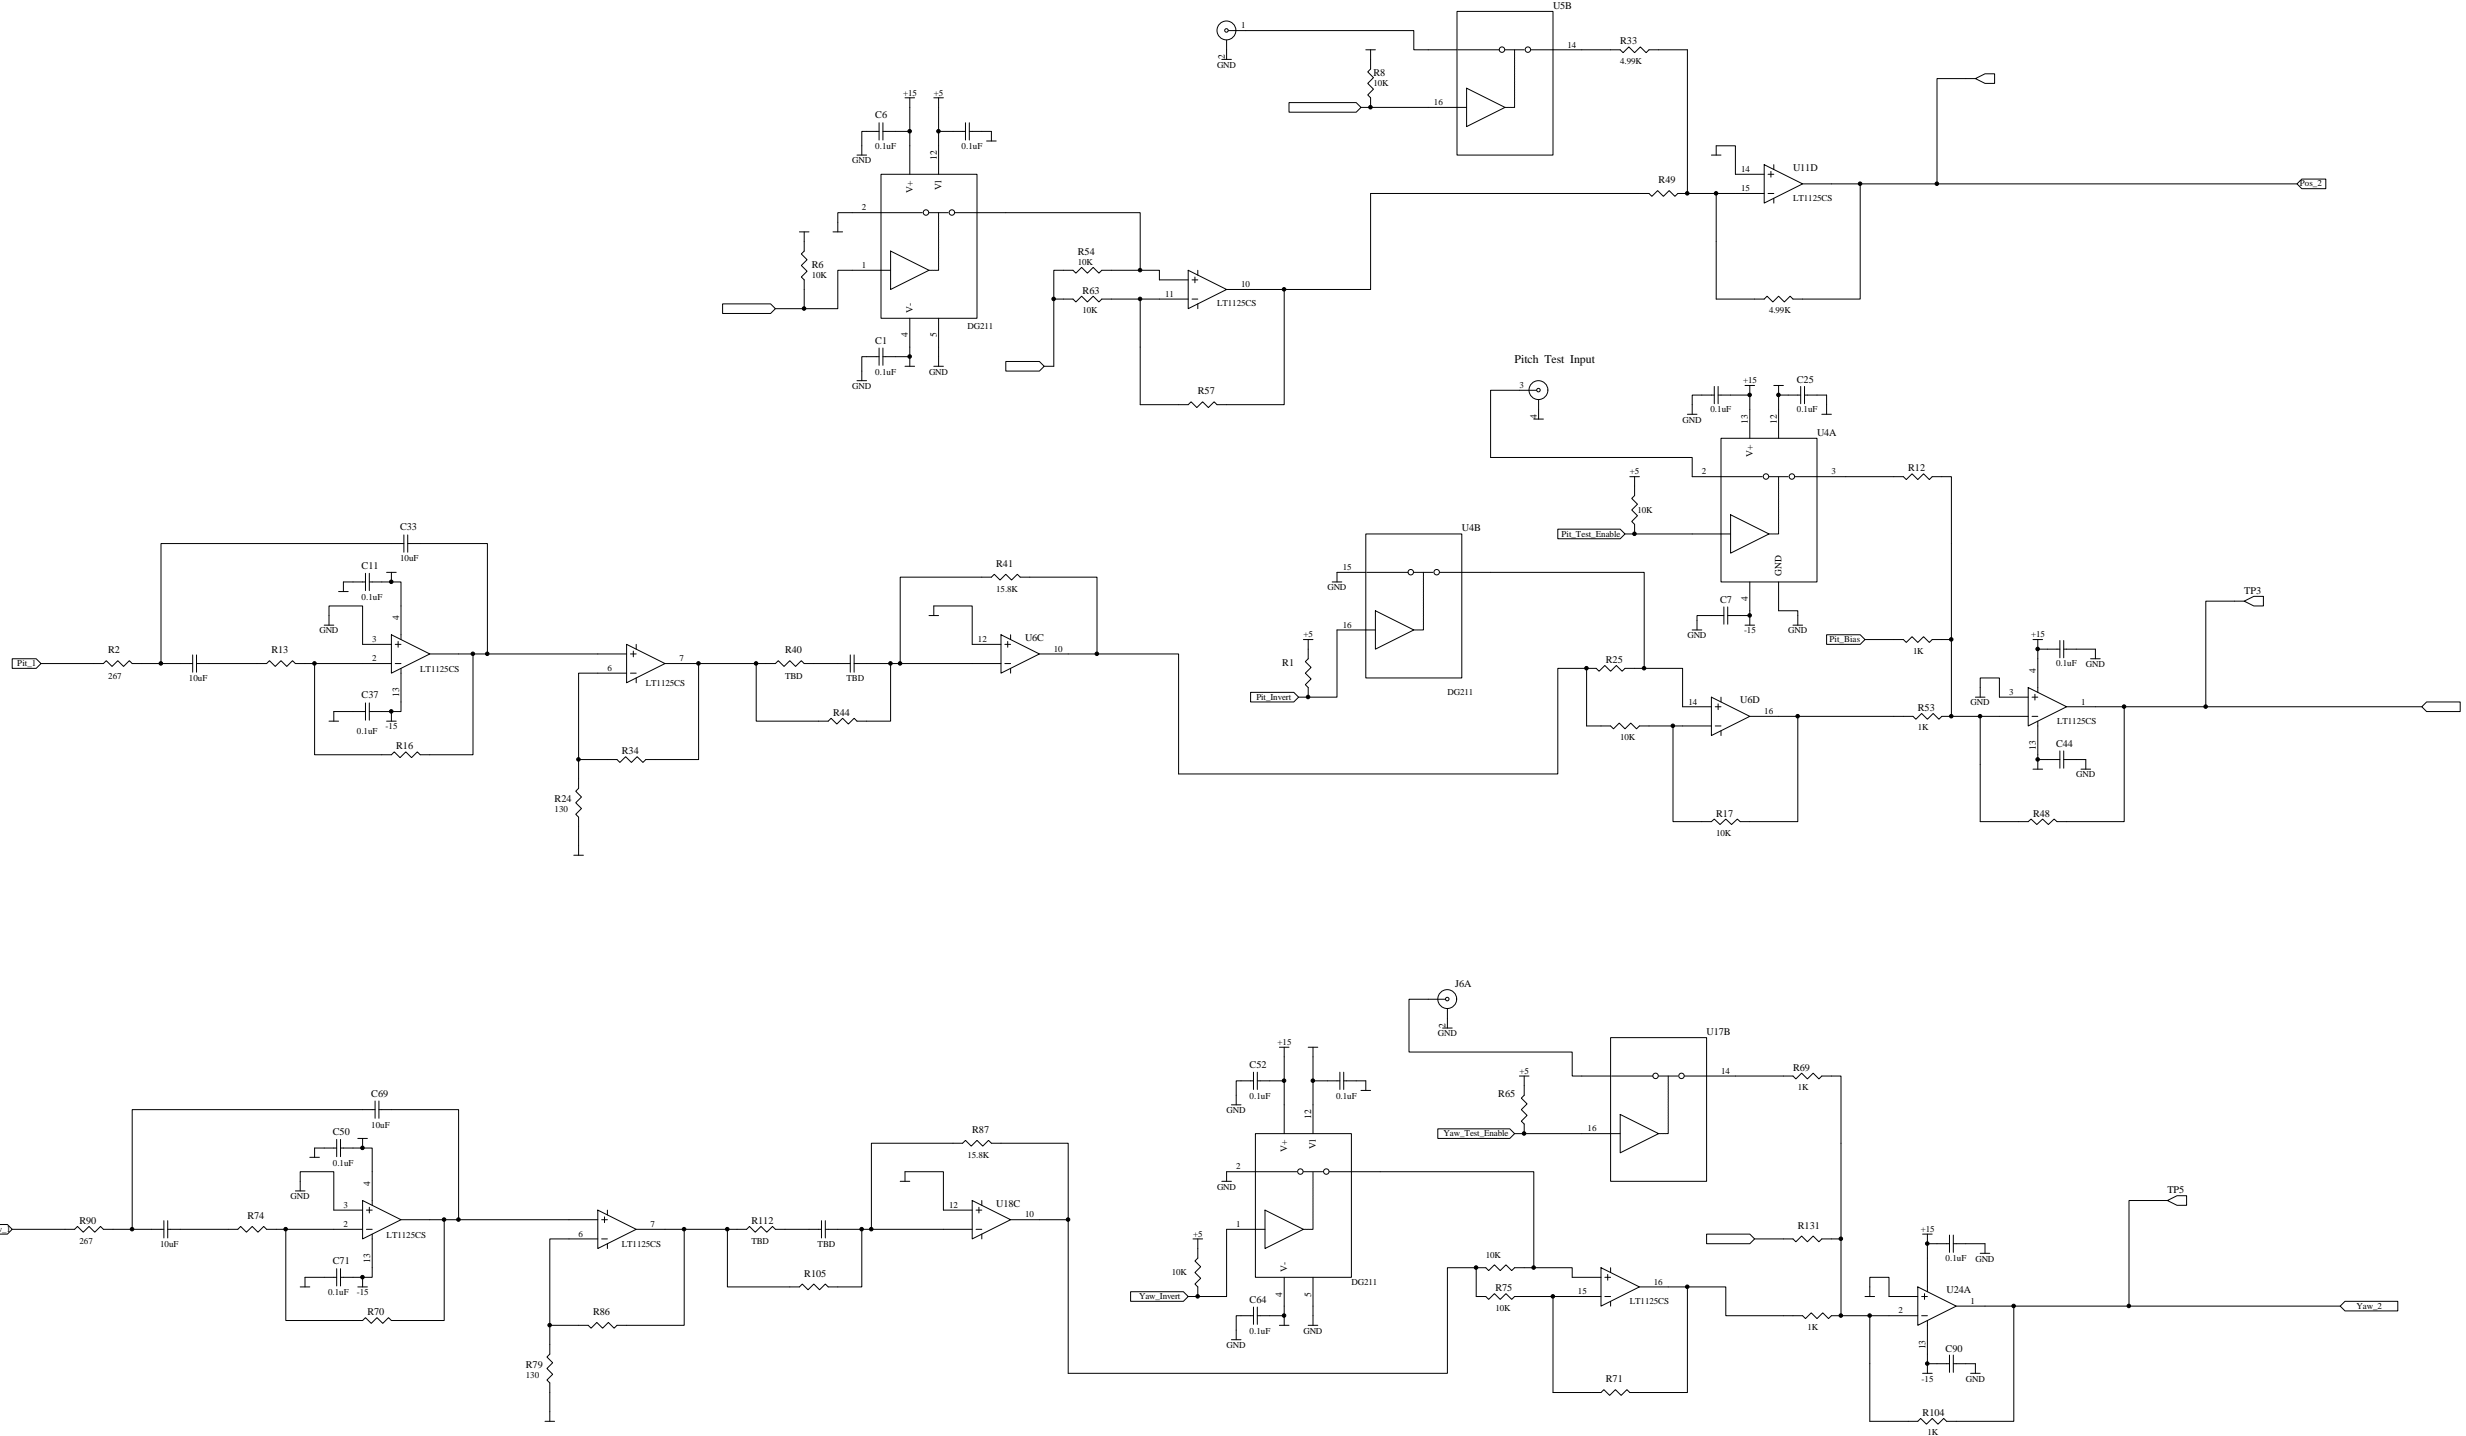 U5B
1
2
GND
14
R33
4.99K
R8
10K
16
+15
+5
C6
0.1uF
0.1uF
GND
12
V+
Vl
2
R6
10K
1
V-
4
5
DG211
C1
0.1uF
GND
GND
R54
10K
R63
10K
11
10
LT1125CS
R57
R49
14
15
U11D
LT1125CS
4.99K
Pos_2
Pitch Test Input
3
4
+15
C25
0.1uF
0.1uF
GND
13
12
U4A
V+
2
3
R12
+5
10K
Pit_Test_Enable
GND
4
C7
GND
-15
GND
Pit_Bias
1K
U4B
15
GND
16
DG211
+5
R1
Pit_Invert
C33
10uF
C11
0.1uF
GND
4
3
2
Pit_1
R2
267
10uF
R13
LT1125CS
C37
0.1uF
-15
13
R16
6
7
LT1125CS
R34
R24
130
R40
TBD
TBD
R44
R41
15.8K
12
U6C
10
R25
10K
14
U6D
16
R17
10K
R53
1K
+15
0.1uF
GND
4
GND
3
1
LT1125CS
13
C44
GND
R48
TP3
J6A
2
GND
U17B
14
R69
1K
+5
R65
Yaw_Test_Enable
16
+15
C52
0.1uF
0.1uF
GND
12
V+
Vl
2
GND
1
+5
10K
Yaw_Invert
V-
4
5
DG211
C64
0.1uF
GND
GND
C69
10uF
C50
0.1uF
GND
4
3
2
R90
267
10uF
R74
LT1125CS
C71
0.1uF
-15
13
R70
6
7
LT1125CS
R86
R79
130
R112
TBD
TBD
R105
R87
15.8K
12
U18C
10
10K
R75
10K
15
16
LT1125CS
R71
R131
1K
+15
0.1uF
GND
U24A
2
1
13
C90
-15
GND
R104
1K
TP5
Yaw_2